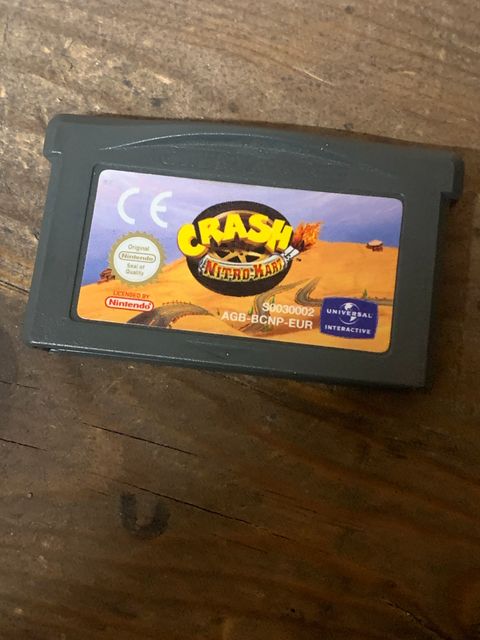 CE
CRASH
NITRO-KART
Original
Nintendo
Seal of
Quality
LICENSED BY
Nintendo
S0030002
AGB-BCNP-EUR
UNIVERSAL
INTERACTIVE